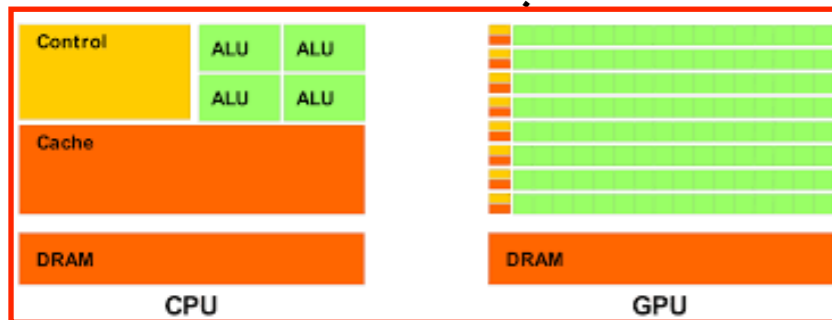 Control
ALU ALU
ALU ALU
Cache
DRAM
CPU
DRAM
GPU